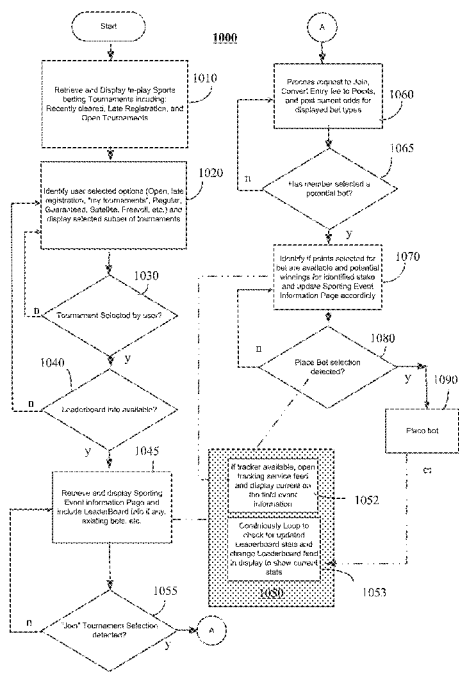 Start
1000
A
1010
Retrieve and Display In-play Sports
betting Tournaments including:
Recently cleared, Late Registration, and
Open Tournaments
Process request to Join,
Convert Entry fee to Points,
and post current odds for
displayed bet types
1060
1065
n
Has member selected a
potential bet?
y
1020
Identify user selected options (Open, late
registration, "my tournaments", Regular,
Guaranteed, Satellite, Freeroll, etc.) and
display selected subset of tournaments
1070
Identify if points selected for
bet are available and potential
winnings for identified stake
and update Sporting Event
Information Page accordinly
1030
n
Tournament Selected by user?
y
1080
n
Place Bet selection
detected?
y
1040
n
Leaderboard info available?
y
1090
Place bet
1045
Retrieve and display Sporting
Event information Page and
include LeaderBoard info if any,
existing bets, etc.
If tracker available, open
tracking service feed
and display current on
the field event
information
1052
Continiously Loop to
check for updated
Leaderboard stats and
change Leaderboard feed
in display to show current
stats
1053
1050
1055
n
"Join" Tournament Selection
detected?
y
A